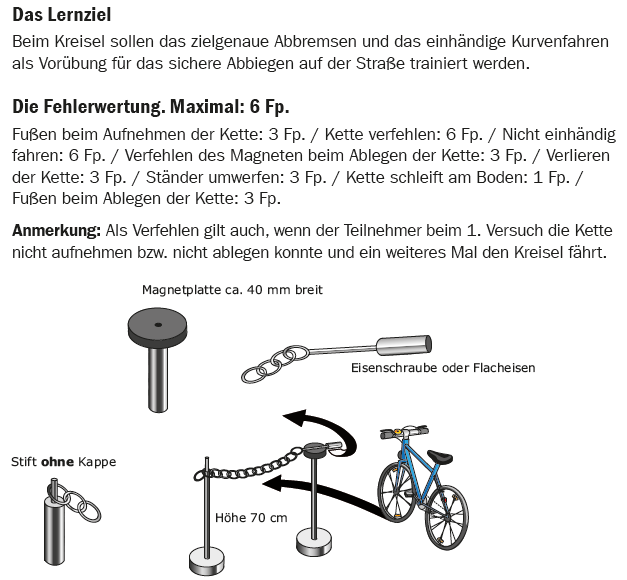 Das Lernziel
Beim Kreisel sollen das zielgenaue Abbremsen und das einhändige Kurvenfahren
als Vorübung für das sichere Abbiegen auf der Straße trainiert werden.
Die Fehlerwertung. Maximal: 6 Fp.
Fußen beim Aufnehmen der Kette: 3 Fp. / Kette verfehlen: 6 Fp. / Nicht einhändig
fahren: 6 Fp. / Verfehlen des Magneten beim Ablegen der Kette: 3 Fp. / Verlieren
der Kette: 3 Fp. / Ständer umwerfen: 3 Fp. / Kette schleift am Boden: 1 Fp. /
Fußen beim Ablegen der Kette: 3 Fp.
Anmerkung: Als Verfehlen gilt auch, wenn der Teilnehmer beim 1. Versuch die Kette
nicht aufnehmen bzw. nicht ablegen konnte und ein weiteres Mal den Kreisel fährt.
Magnetplatte ca. 40 mm breit
Eisenschraube oder Flacheisen
Stift ohne Kappe
Höhe 70 cm